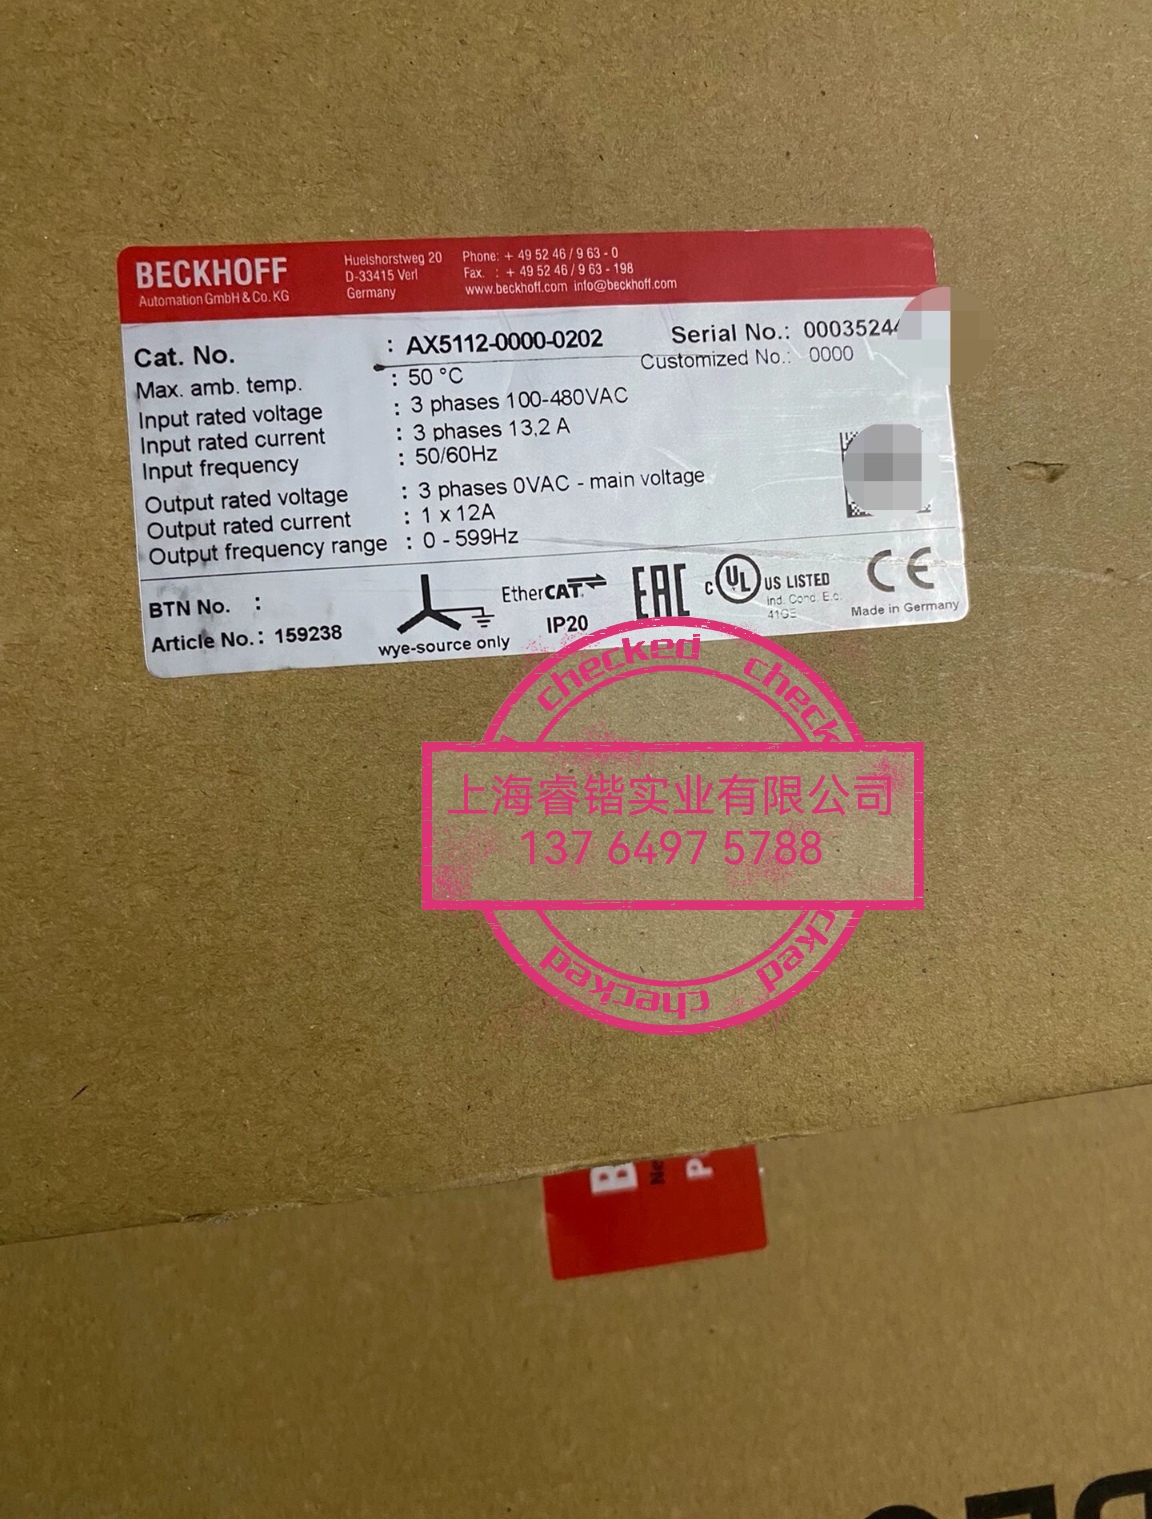 BECKHOFF
Automation GmbH & Co. KG
Huelshorstweg 20
D-33415 Verl
Germany
Phone: + 49 52 46 / 9 63 - 0
Fax. : + 49 52 46 / 9 63 - 198
www.beckhoff.com info@beckhoff.com
Cat. No. : AX5112-0000-0202
Serial No.: 00035244
Customized No.: 0000
Max. amb. temp. : 50 °C
Input rated voltage : 3 phases 100-480VAC
Input rated current : 3 phases 13,2 A
Input frequency : 50/60Hz
Output rated voltage : 3 phases 0VAC - main voltage
Output rated current : 1 x 12A
Output frequency range : 0 - 599Hz
BTN No. :
Article No.: 159238
wye-source only
EtherCAT
IP20
EAC
c UL US LISTED
Ind. Cond. E.c.
41GE
CE
Made in Germany
checked checked
上海睿锴实业有限公司
137 6497 5788
checked checked checked
Ne